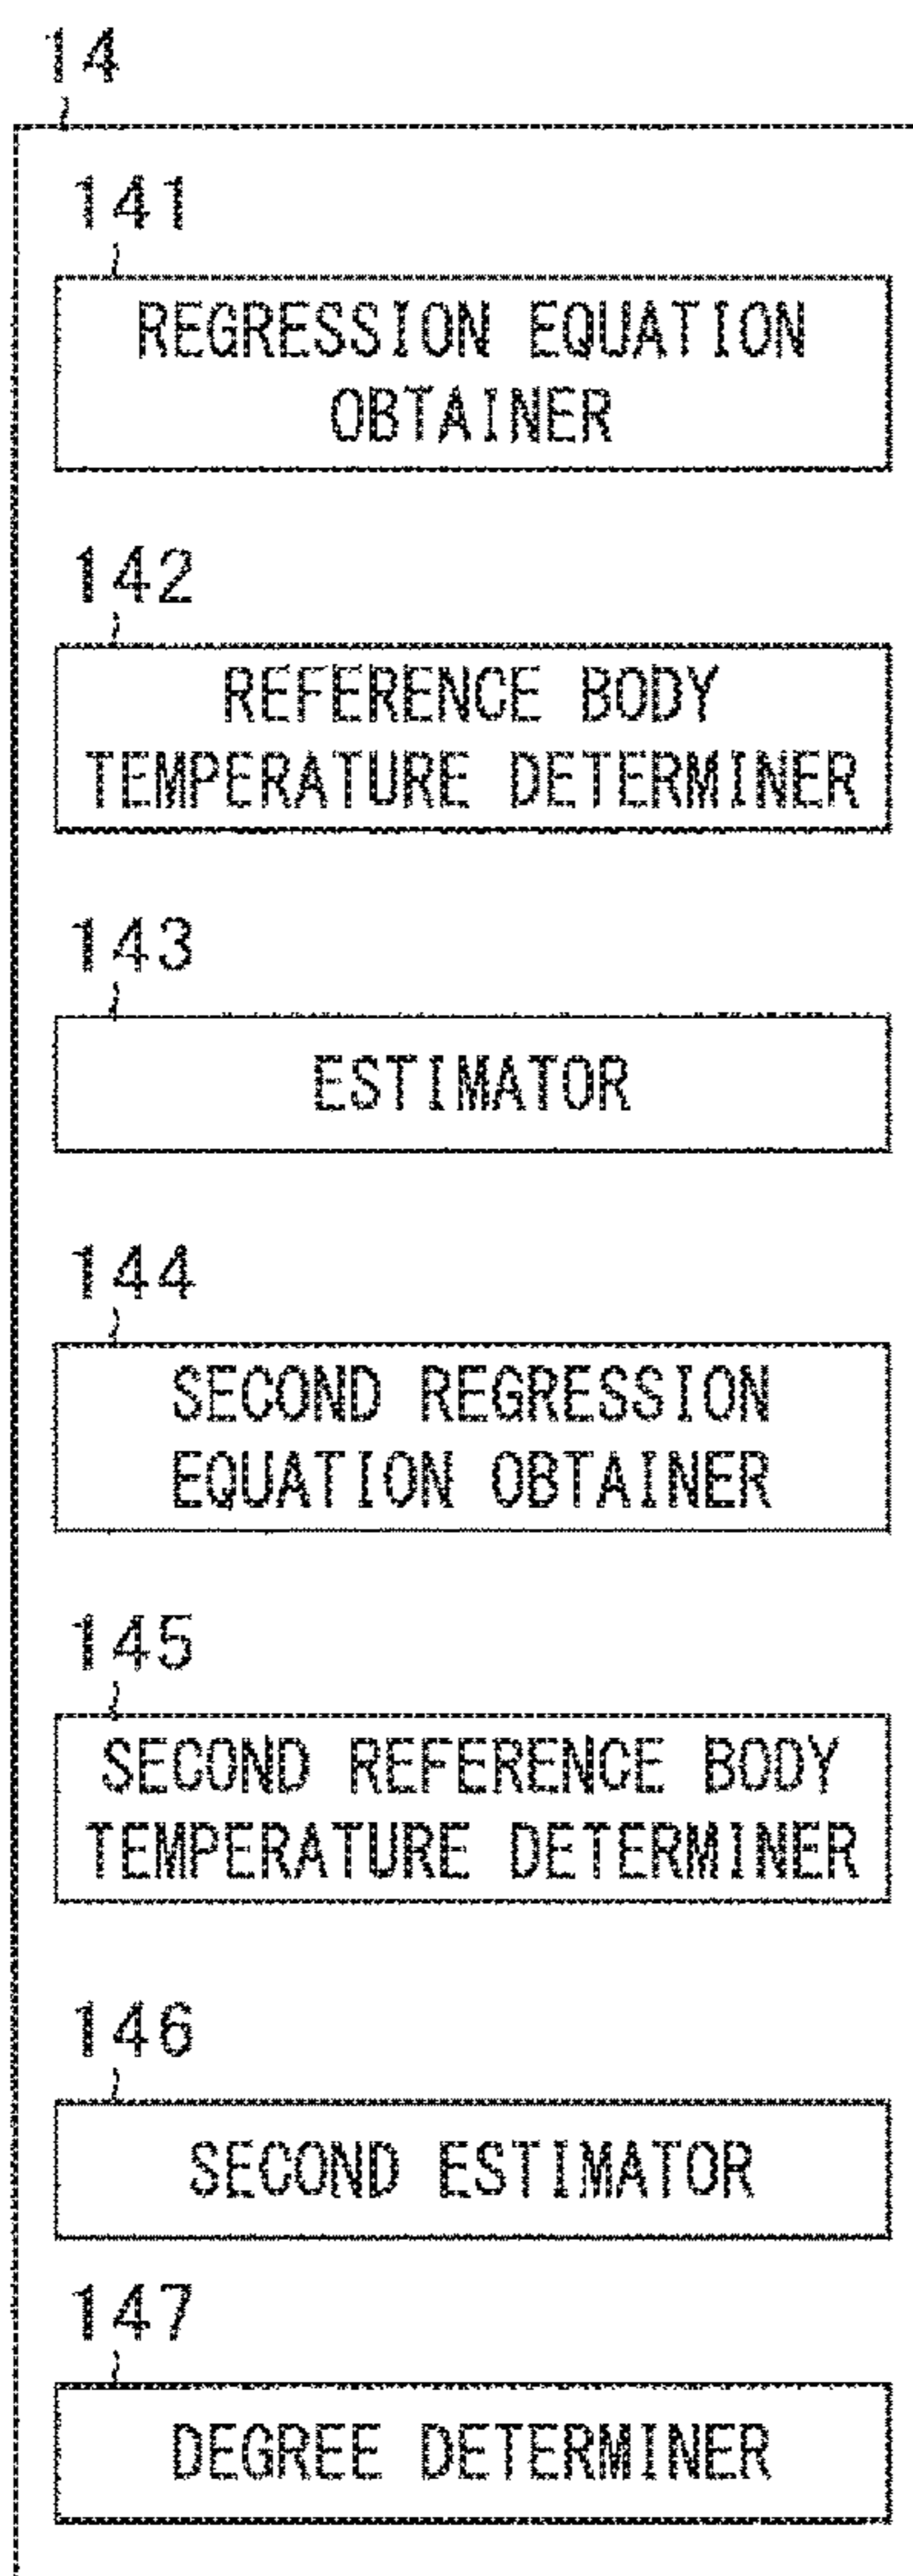 14
141
REGRESSION EQUATION
OBTAINER
142
REFERENCE BODY
TEMPERATURE DETERMINER
143
ESTIMATOR
144
SECOND REGRESSION
EQUATION OBTAINER
145
SECOND REFERENCE BODY
TEMPERATURE DETERMINER
146
SECOND ESTIMATOR
147
DEGREE DETERMINER